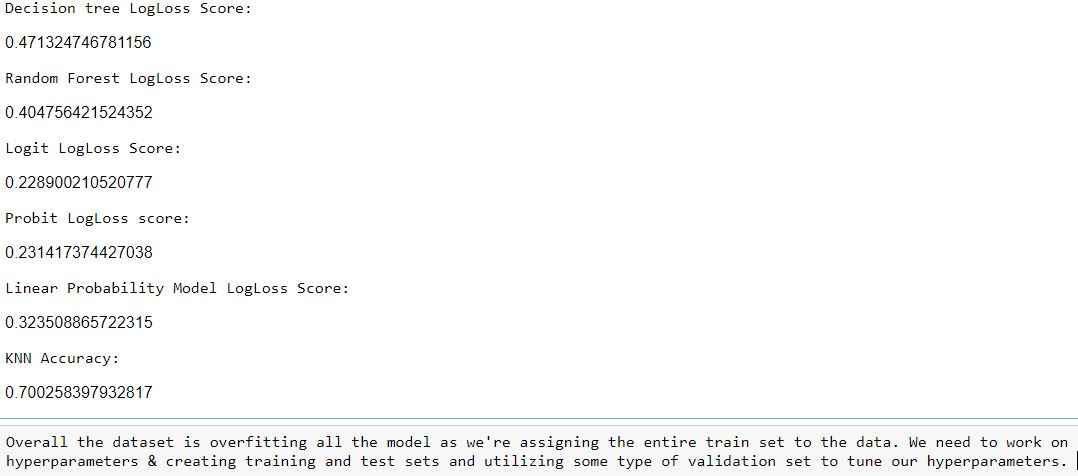 Decision tree LogLoss Score:
0.471324746781156
Random Forest LogLoss Score:
0.404756421524352
Logit LogLoss Score:
0.228900210520777
Probit LogLoss score:
0.231417374427038
Linear Probability Model LogLoss Score:
0.323508865722315
KNN Accuracy:
0.700258397932817
Overall the dataset is overfitting all the model as we're assigning the entire train set to the data. We need to work on
hyperparameters & creating training and test sets and utilizing some type of validation set to tune our hyperparameters.